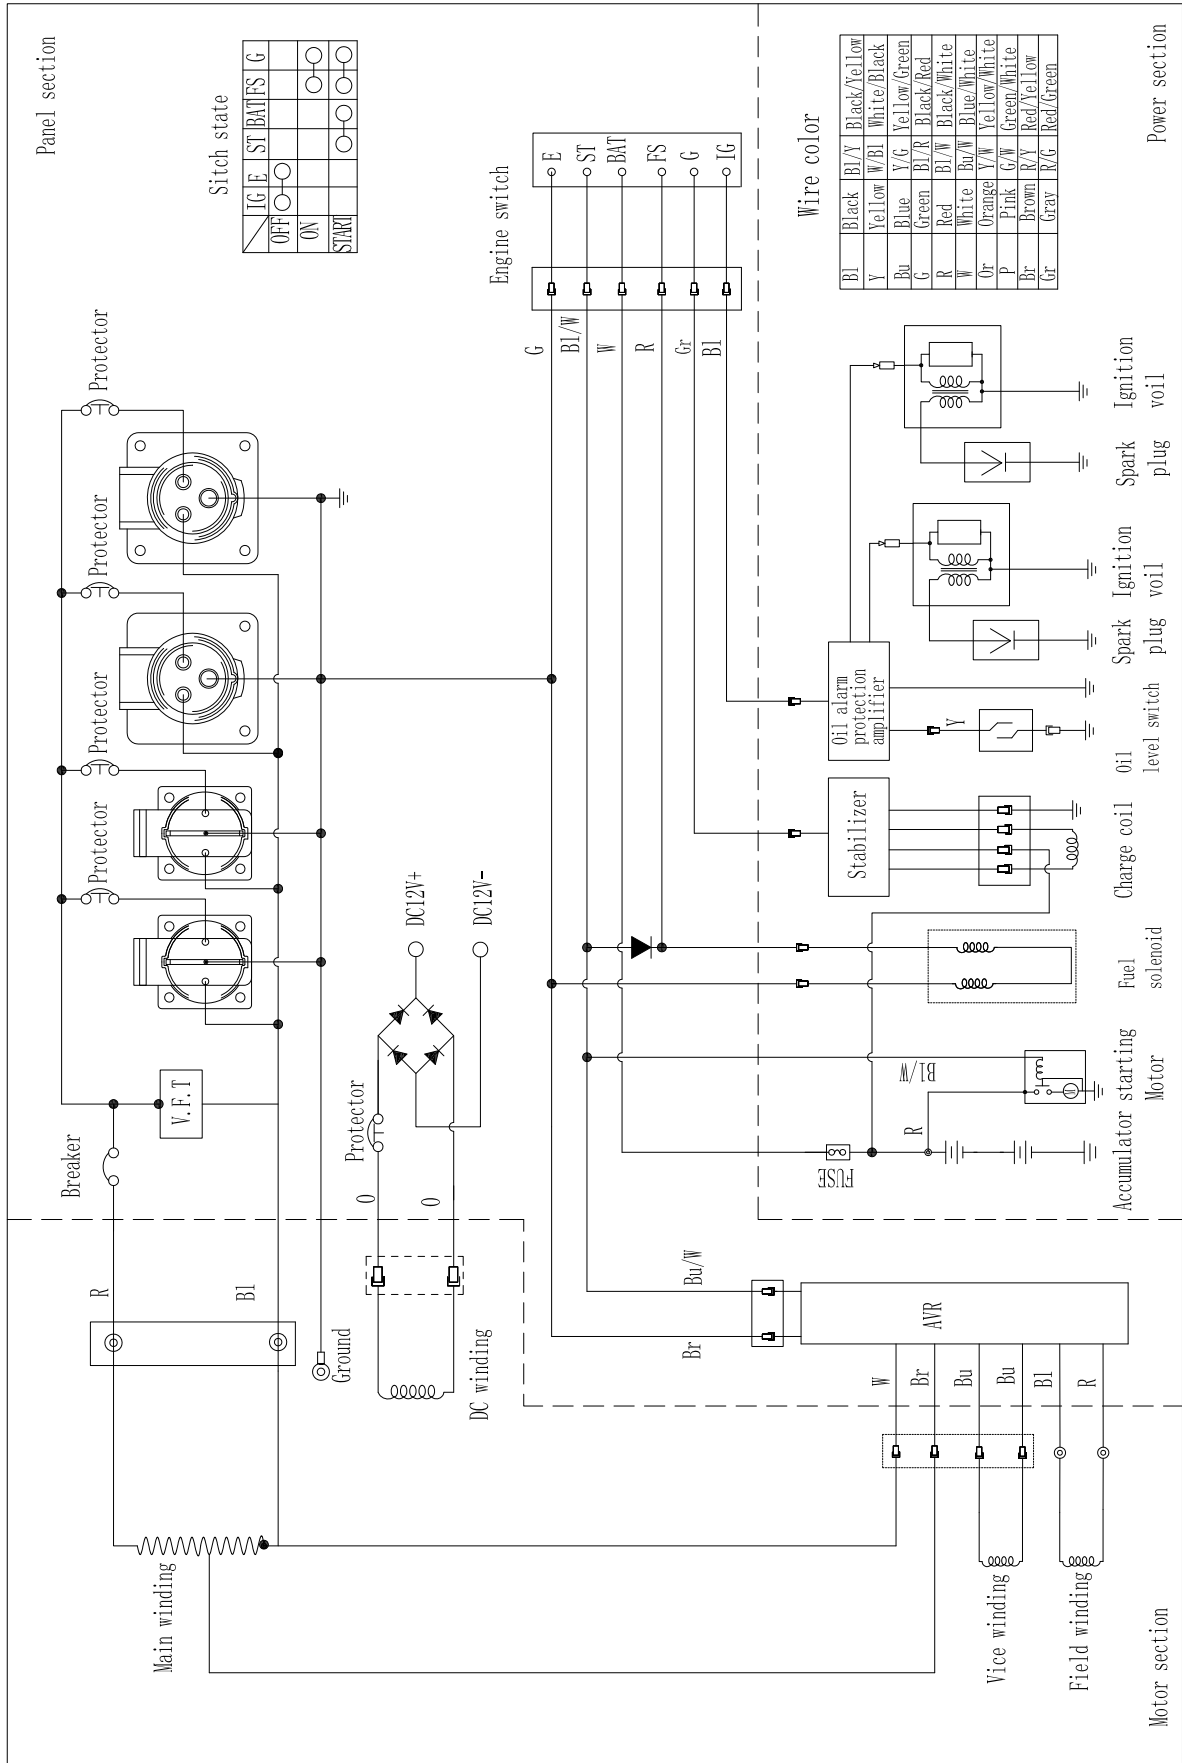 Panel section
Sitch state
IG E ST BAT FS G
OFF
ON
START
Protector
Protector
Protector
Protector
Breaker
V.F.T
Protector
DC12V+
DC12V-
O
O
R
Bl
Ground
DC winding
Main winding
Engine switch
E
ST
BAT
FS
G
IG
G
Bl/W
W
R
Gr
Bl
Wire color
Bl Black Bl/Y Black/Yellow
Y Yellow W/Bl White/Black
Bu Blue Y/G Yellow/Green
G Green Bl/R Black/Red
R Red Bl/W Black/White
W White Bu/W Blue/White
Or Orange Y/W Yellow/White
P Pink G/W Green/White
Br Brown R/Y Red/Yellow
Gr Gray R/G Red/Green
Power section
Oil alarm
protection
amplifier
Y
Stabilizer
Bl/W
R
M
FUSE
Ignition
voil
Spark
plug
Ignition
voil
Spark
plug
Oil
level switch
Charge coil
Fuel
solenoid
Accumulator starting
Motor
Bu/W
Br
AVR
W
Br
Bu
Bu
Bl
R
Vice winding
Field winding
Motor section